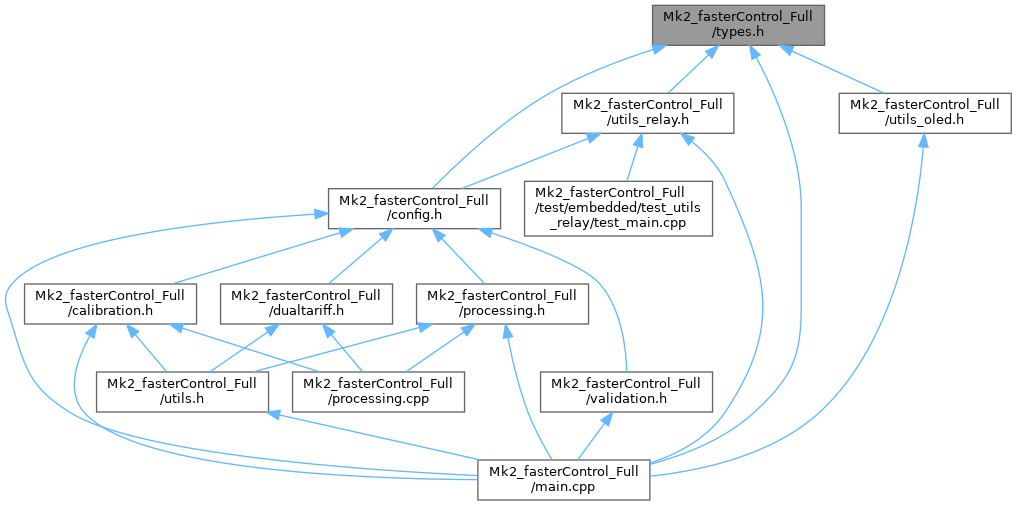 Mk2_fasterControl_Full
/types.h
Mk2_fasterControl_Full
/utils_relay.h
Mk2_fasterControl_Full
/utils_oled.h
Mk2_fasterControl_Full
/test/embedded/test_utils
_relay/test_main.cpp
Mk2_fasterControl_Full
/config.h
Mk2_fasterControl_Full
/calibration.h
Mk2_fasterControl_Full
/dualtariff.h
Mk2_fasterControl_Full
/processing.h
Mk2_fasterControl_Full
/utils.h
Mk2_fasterControl_Full
/processing.cpp
Mk2_fasterControl_Full
/validation.h
Mk2_fasterControl_Full
/main.cpp